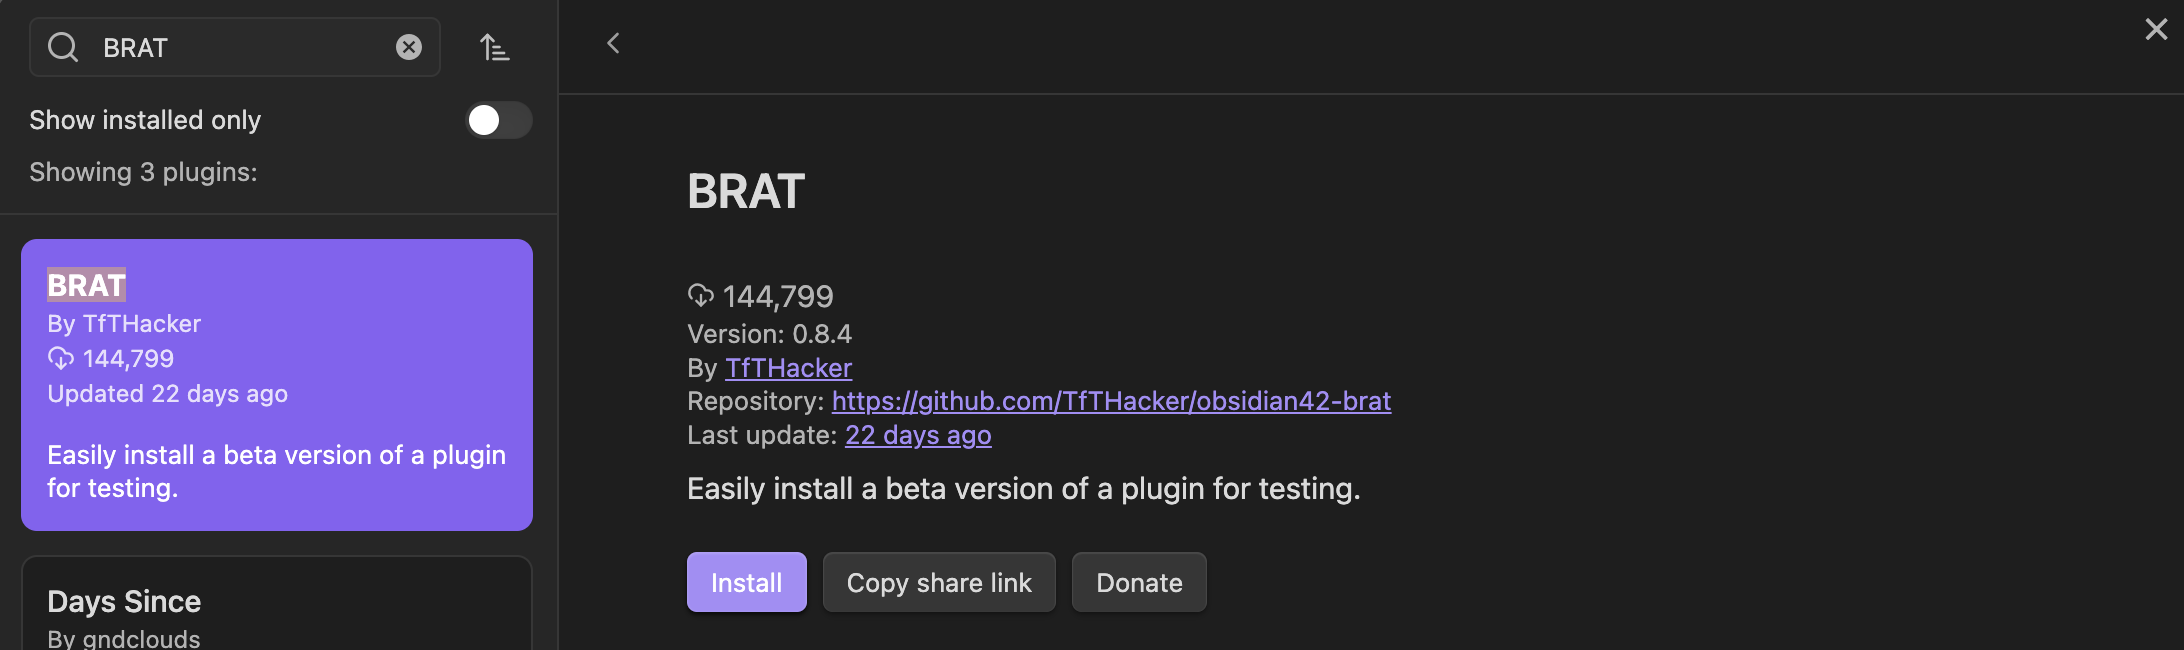 BRAT
Show installed only
Showing 3 plugins:
BRAT
By TfTHacker
144,799
Updated 22 days ago
Easily install a beta version of a plugin
for testing.
Days Since
By gndclouds
BRAT
144,799
Version: 0.8.4
By TfTHacker
Repository: https://github.com/TfTHacker/obsidian42-brat
Last update: 22 days ago
Easily install a beta version of a plugin for testing.
Install
Copy share link
Donate